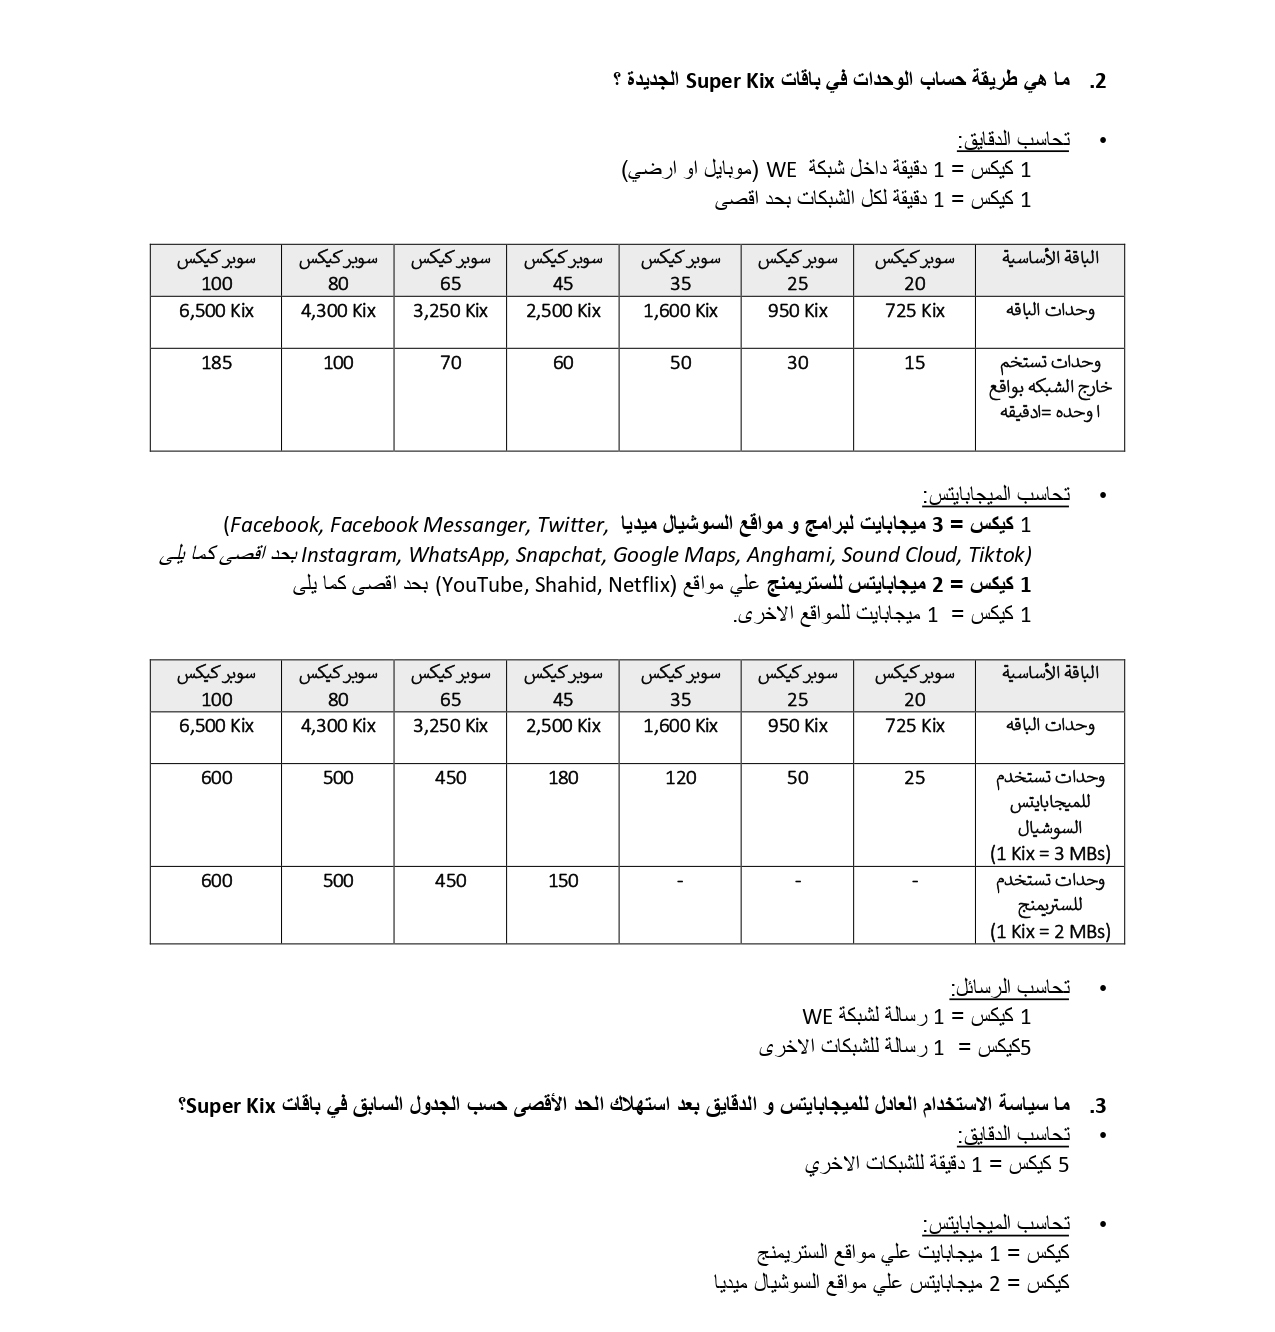 2. ما هي طريقة حساب الوحدات في باقات Super Kix الجديدة ؟
• تحاسب الدقايق:
1 كيكس = 1 دقيقة داخل شبكة WE (موبايل او ارضي)
1 كيكس = 1 دقيقة لكل الشبكات بحد اقصى
الباقة الأساسية | سوبر كيكس 20 | سوبر كيكس 25 | سوبر كيكس 35 | سوبر كيكس 45 | سوبر كيكس 65 | سوبر كيكس 80 | سوبر كيكس 100
وحدات الباقه | 725 Kix | 950 Kix | 1,600 Kix | 2,500 Kix | 3,250 Kix | 4,300 Kix | 6,500 Kix
وحدات تستخم خارج الشبكه بواقع ا وحده =ادقيقه | 15 | 30 | 50 | 60 | 70 | 100 | 185
• تحاسب الميجابايتس:
1 كيكس = 3 ميجابايت لبرامج و مواقع السوشيال ميديا (Facebook, Facebook Messanger, Twitter,
Instagram, WhatsApp, Snapchat, Google Maps, Anghami, Sound Cloud, Tiktok) بحد اقصى كما يلى
1 كيكس = 2 ميجابايتس للستريمنج علي مواقع (YouTube, Shahid, Netflix) بحد اقصى كما يلى
1 كيكس = 1 ميجابايت للمواقع الاخرى.
الباقة الأساسية | سوبر كيكس 20 | سوبر كيكس 25 | سوبر كيكس 35 | سوبر كيكس 45 | سوبر كيكس 65 | سوبر كيكس 80 | سوبر كيكس 100
وحدات الباقه | 725 Kix | 950 Kix | 1,600 Kix | 2,500 Kix | 3,250 Kix | 4,300 Kix | 6,500 Kix
وحدات تستخدم للميجابايتس السوشيال (1 Kix = 3 MBs) | 25 | 50 | 120 | 180 | 450 | 500 | 600
وحدات تستخدم للستريمنج (1 Kix = 2 MBs) | - | - | - | 150 | 450 | 500 | 600
• تحاسب الرسائل:
1 كيكس = 1 رسالة لشبكة WE
5كيكس = 1 رسالة للشبكات الاخرى
3. ما سياسة الاستخدام العادل للميجابايتس و الدقايق بعد استهلاك الحد الأقصى حسب الجدول السابق في باقات Super Kix؟
• تحاسب الدقايق:
5 كيكس = 1 دقيقة للشبكات الاخري
• تحاسب الميجابايتس:
كيكس = 1 ميجابايت علي مواقع الستريمنج
كيكس = 2 ميجابايتس علي مواقع السوشيال ميديا